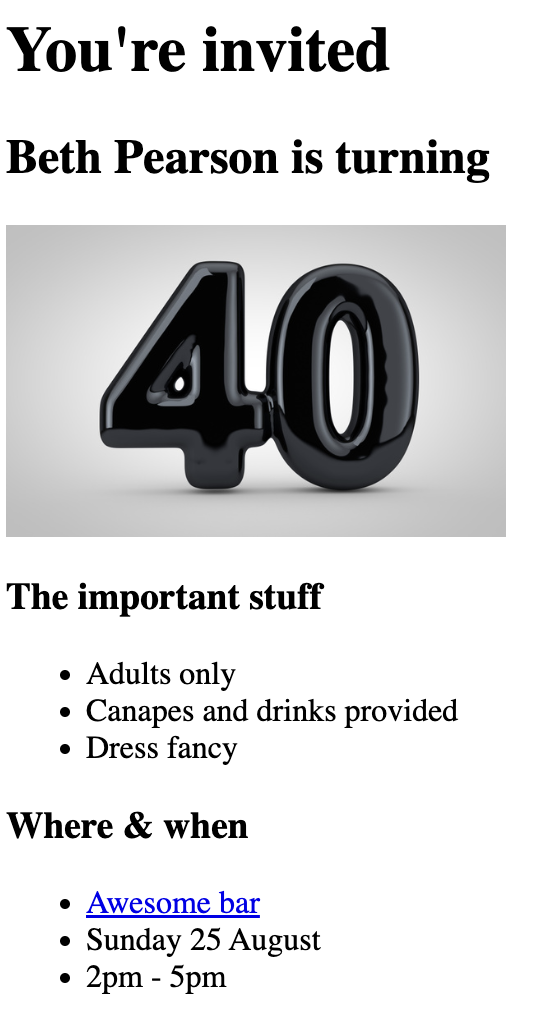 You're invited
Beth Pearson is turning
40
The important stuff
Adults only
Canapes and drinks provided
Dress fancy
Where & when
Awesome bar
Sunday 25 August
2pm - 5pm